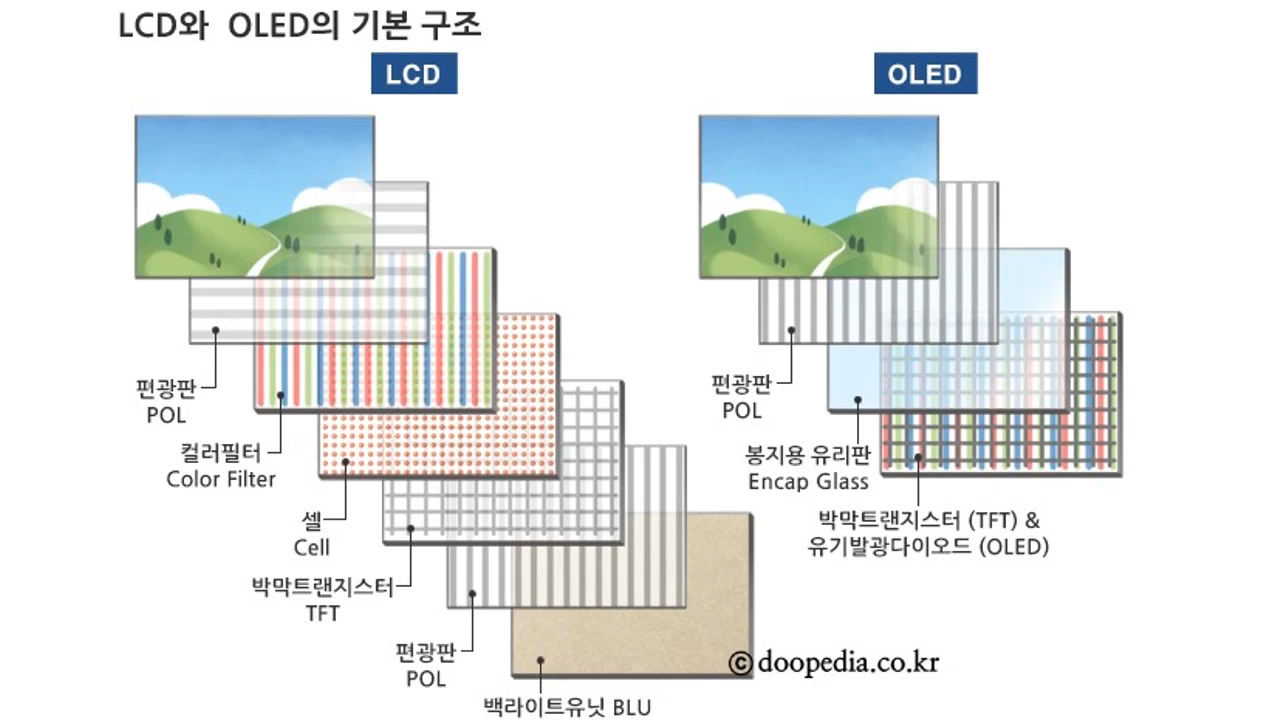 LCD와 OLED의 기본 구조
LCD
OLED
편광판
POL
컬러필터
Color Filter
셀
Cell
박막트랜지스터
TFT
편광판
POL
백라이트유닛 BLU
편광판
POL
봉지용 유리판
Encap Glass
박막트랜지스터 (TFT) &
유기발광다이오드 (OLED)
ⓒ doopedia.co.kr